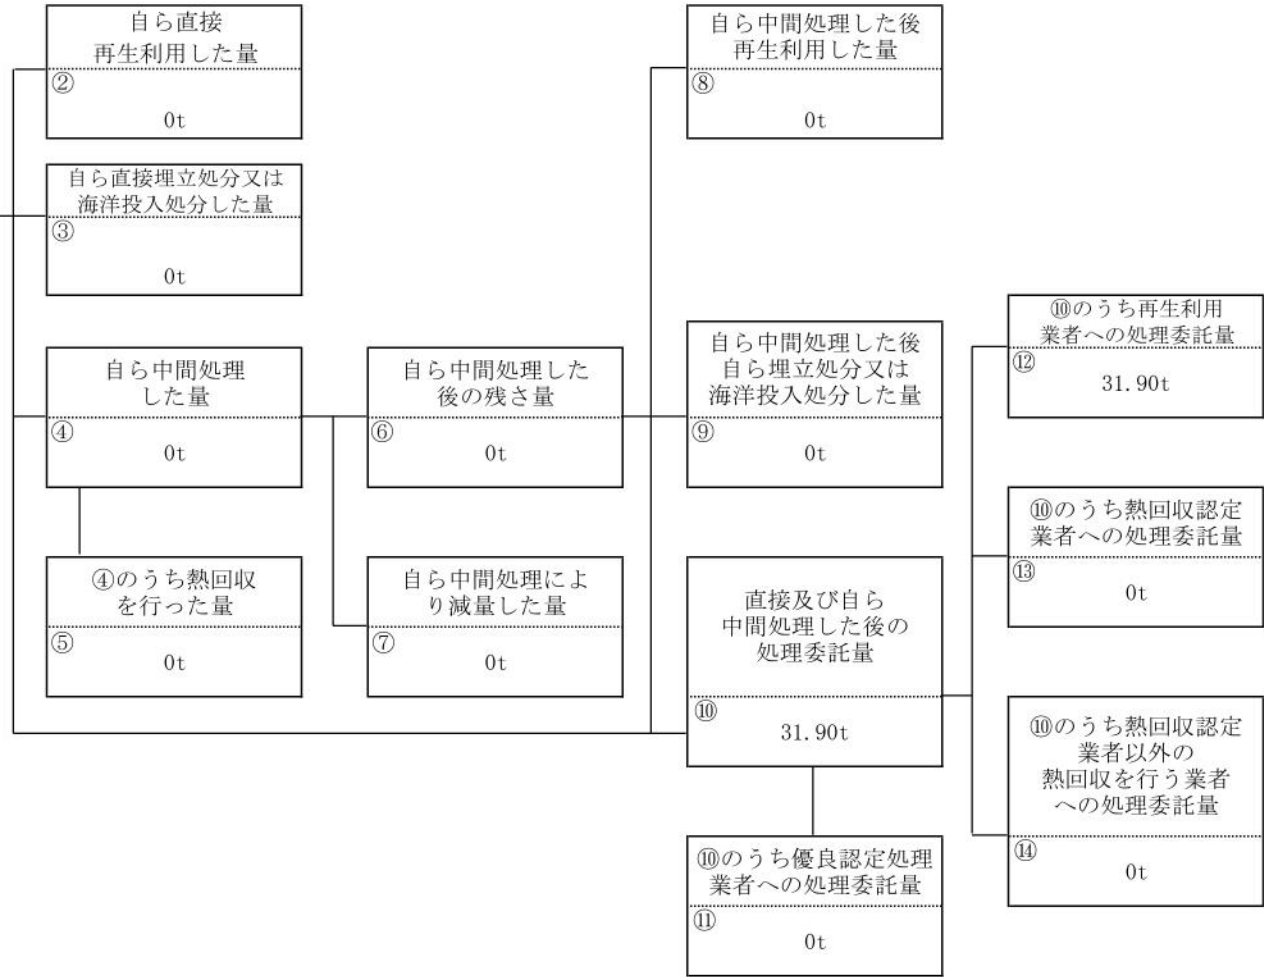 自ら直接
再生利用した量
②
0t
自ら直接埋立処分又は
海洋投入処分した量
③
0t
自ら中間処理
した量
④
0t
④のうち熱回収
を行った量
⑤
0t
自ら中間処理した
後の残さ量
⑥
0t
自ら中間処理によ
り減量した量
⑦
0t
自ら中間処理した後
再生利用した量
⑧
0t
自ら中間処理した後
自ら埋立処分又は
海洋投入処分した量
⑨
0t
直接及び自ら
中間処理した後の
処理委託量
⑩
31.90t
⑩のうち優良認定処理
業者への処理委託量
⑪
0t
⑩のうち再生利用
業者への処理委託量
⑫
31.90t
⑩のうち熱回収認定
業者への処理委託量
⑬
0t
⑩のうち熱回収認定
業者以外の
熱回収を行う業者
への処理委託量
⑭
0t